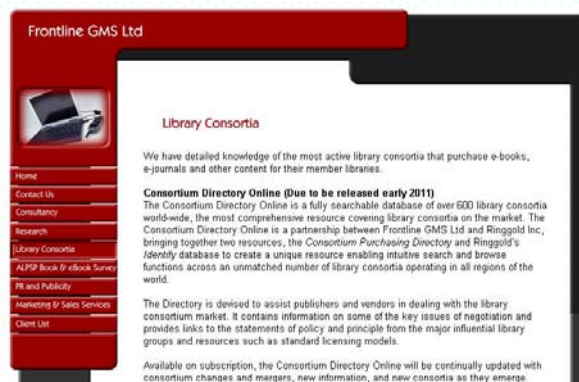 Frontline GMS Ltd
Library Consortia
We have detailed knowledge of the most active library consortia that purchase e-books,
e-journals and other content for their member libraries.
Consortium Directory Online (Due to be released early 2011)
The Consortium Directory Online is a fully searchable database of over 600 library consortia
world-wide, the most comprehensive resource covering library consortia on the market. The
Consortium Directory Online is a partnership between Frontline GMS Ltd and Ringgold Inc,
bringing together two resources, the Consortium Purchasing Directory and Ringgold's
Identify database to create a unique resource enabling intuitive search and browse
functions across an unmatched number of library consortia operating in all regions of the
world.
The Directory is devised to assist publishers and vendors in dealing with the library
consortium market. It contains information on some of the key issues of negotiation and
provides links to the statements of policy and principle from the major influential library
groups and resources such as standard licensing models.
Available on subscription, the Consortium Directory Online will be continually updated with
consortium changes and mergers, new information, and new consortia as they emerge.
Home
Contact Us
Consultancy
Research
Library Consortia
ALPSP Book & eBook Survey
PR and Publicity
Marketing & Sales Services
Client List